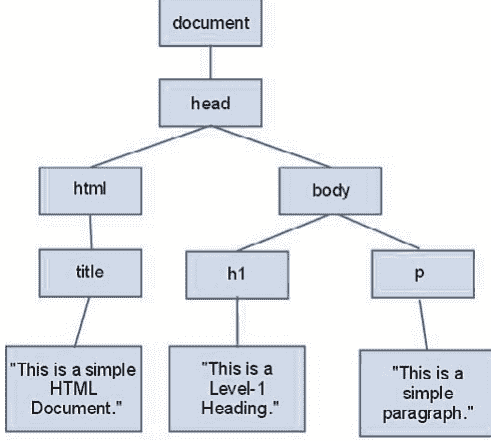 document
head
html
body
title
h1
p
"This is a simple
HTML
Document."
"This is a
Level-1
Heading."
"This is a
simple
paragraph."